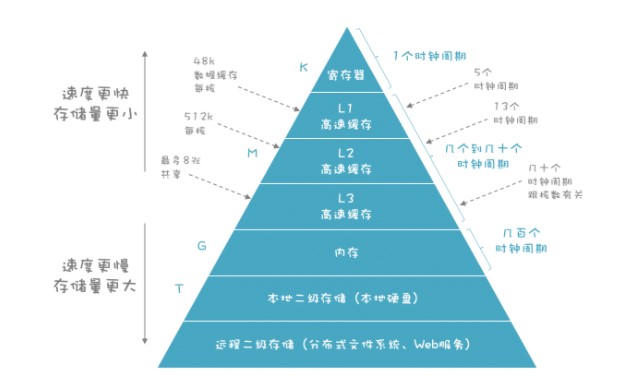 速度更快
存储量更小
速度更慢
存储量更大
48k
数据缓存
每核
512k
每核
最多8张
共享
K
M
G
T
寄存器
L1
高速缓存
L2
高速缓存
L3
高速缓存
内存
本地二级存储（本地硬盘）
远程二级存储（分布式文件系统、Web服务）
1个时钟周期
5个
时钟周期
13个
时钟周期
几个到几十个
时钟周期
几十个
时钟周期
跟核数有关
几百个
时钟周期